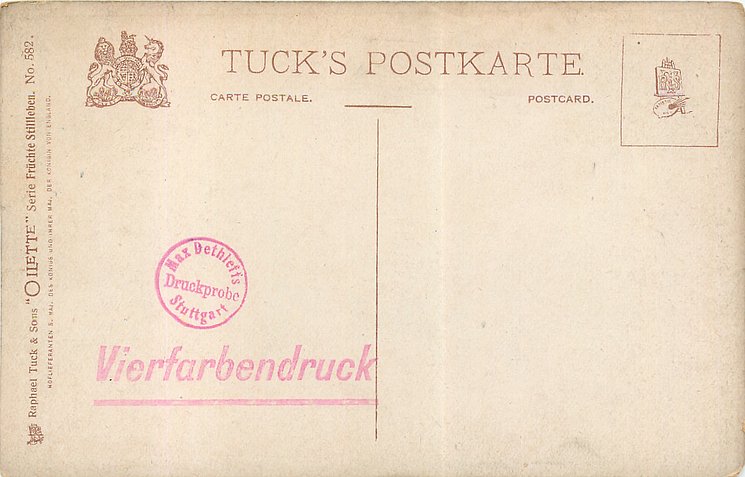 TUCK'S POSTKARTE.
CARTE POSTALE.
POSTCARD.
Raphael Tuck & Sons "OILETTE" Serie Früchte Stillleben. No. 582.
HOFLIEFERANTEN S. MAJ. DES KÖNIGS UND IHRER MAJ. DER KÖNIGIN VON ENGLAND.
Max Dethleffs
Druckprobe
Stuttgart
Vierfarbendruck